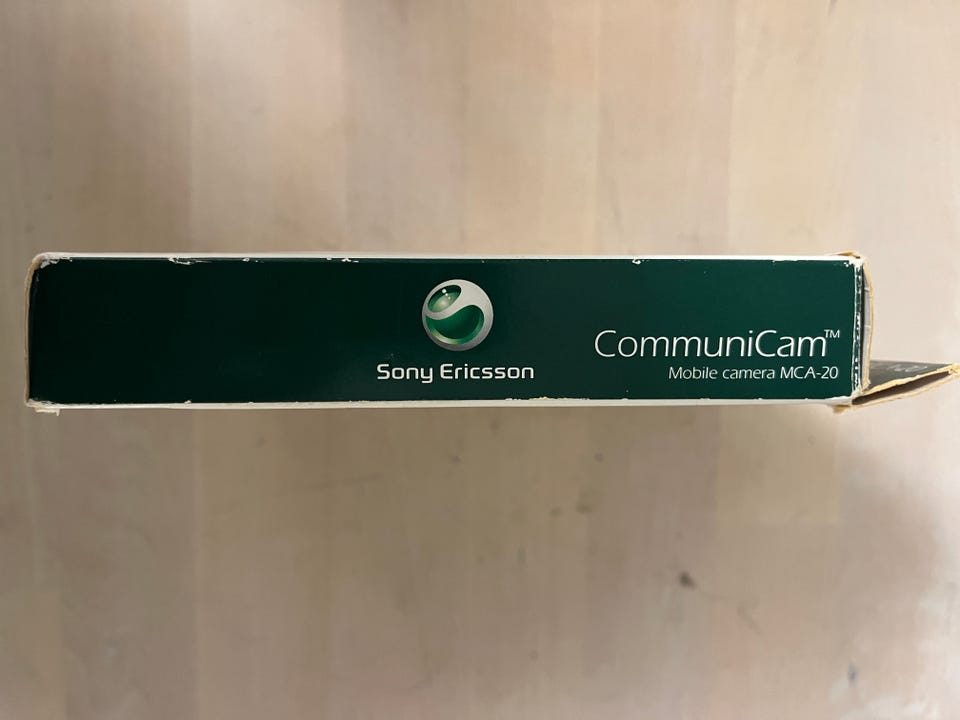 Sony Ericsson
CommuniCam™
Mobile camera MCA-20